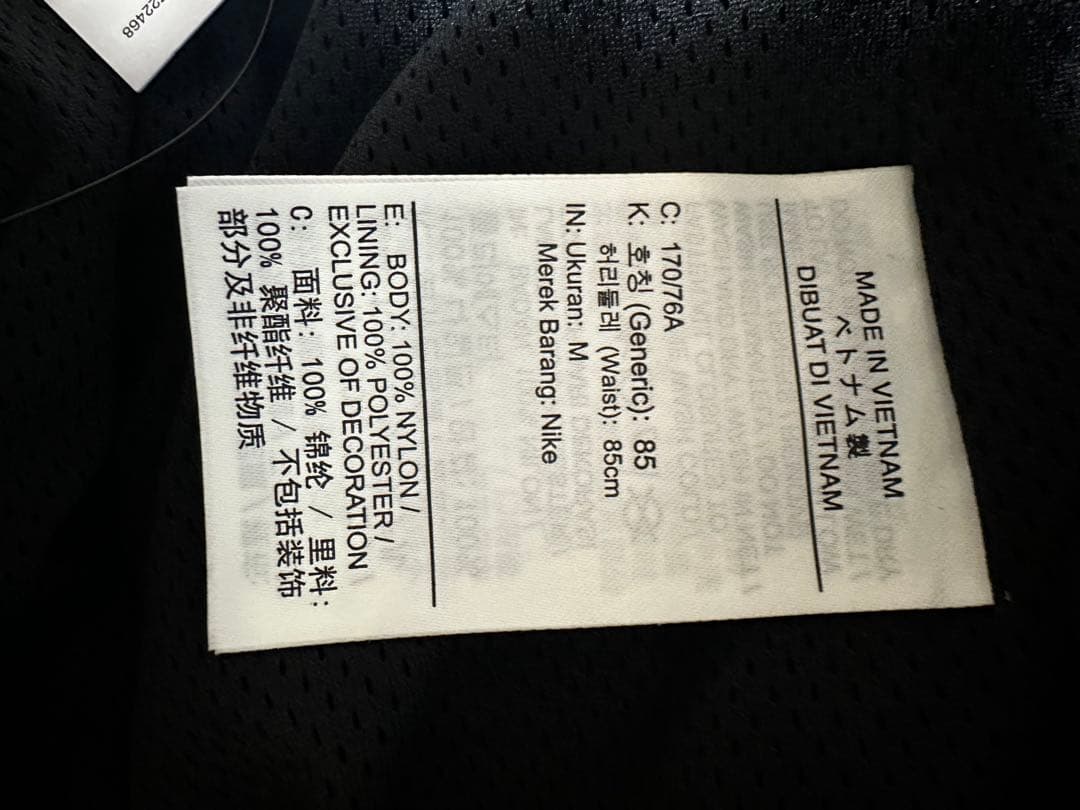 MADE IN VIETNAM
ベトナム製
DIBUAT DI VIETNAM
C: 170/76A
K: 호칭 (Generic): 85
허리둘레 (Waist): 85cm
IN: Ukuran: M
Merek Barang: Nike
E: BODY: 100% NYLON /
LINING: 100% POLYESTER /
EXCLUSIVE OF DECORATION
C: 面料: 100% 锦纶 / 里料:
100% 聚酯纤维 / 不包括装饰
部分及非纤维物质
22468